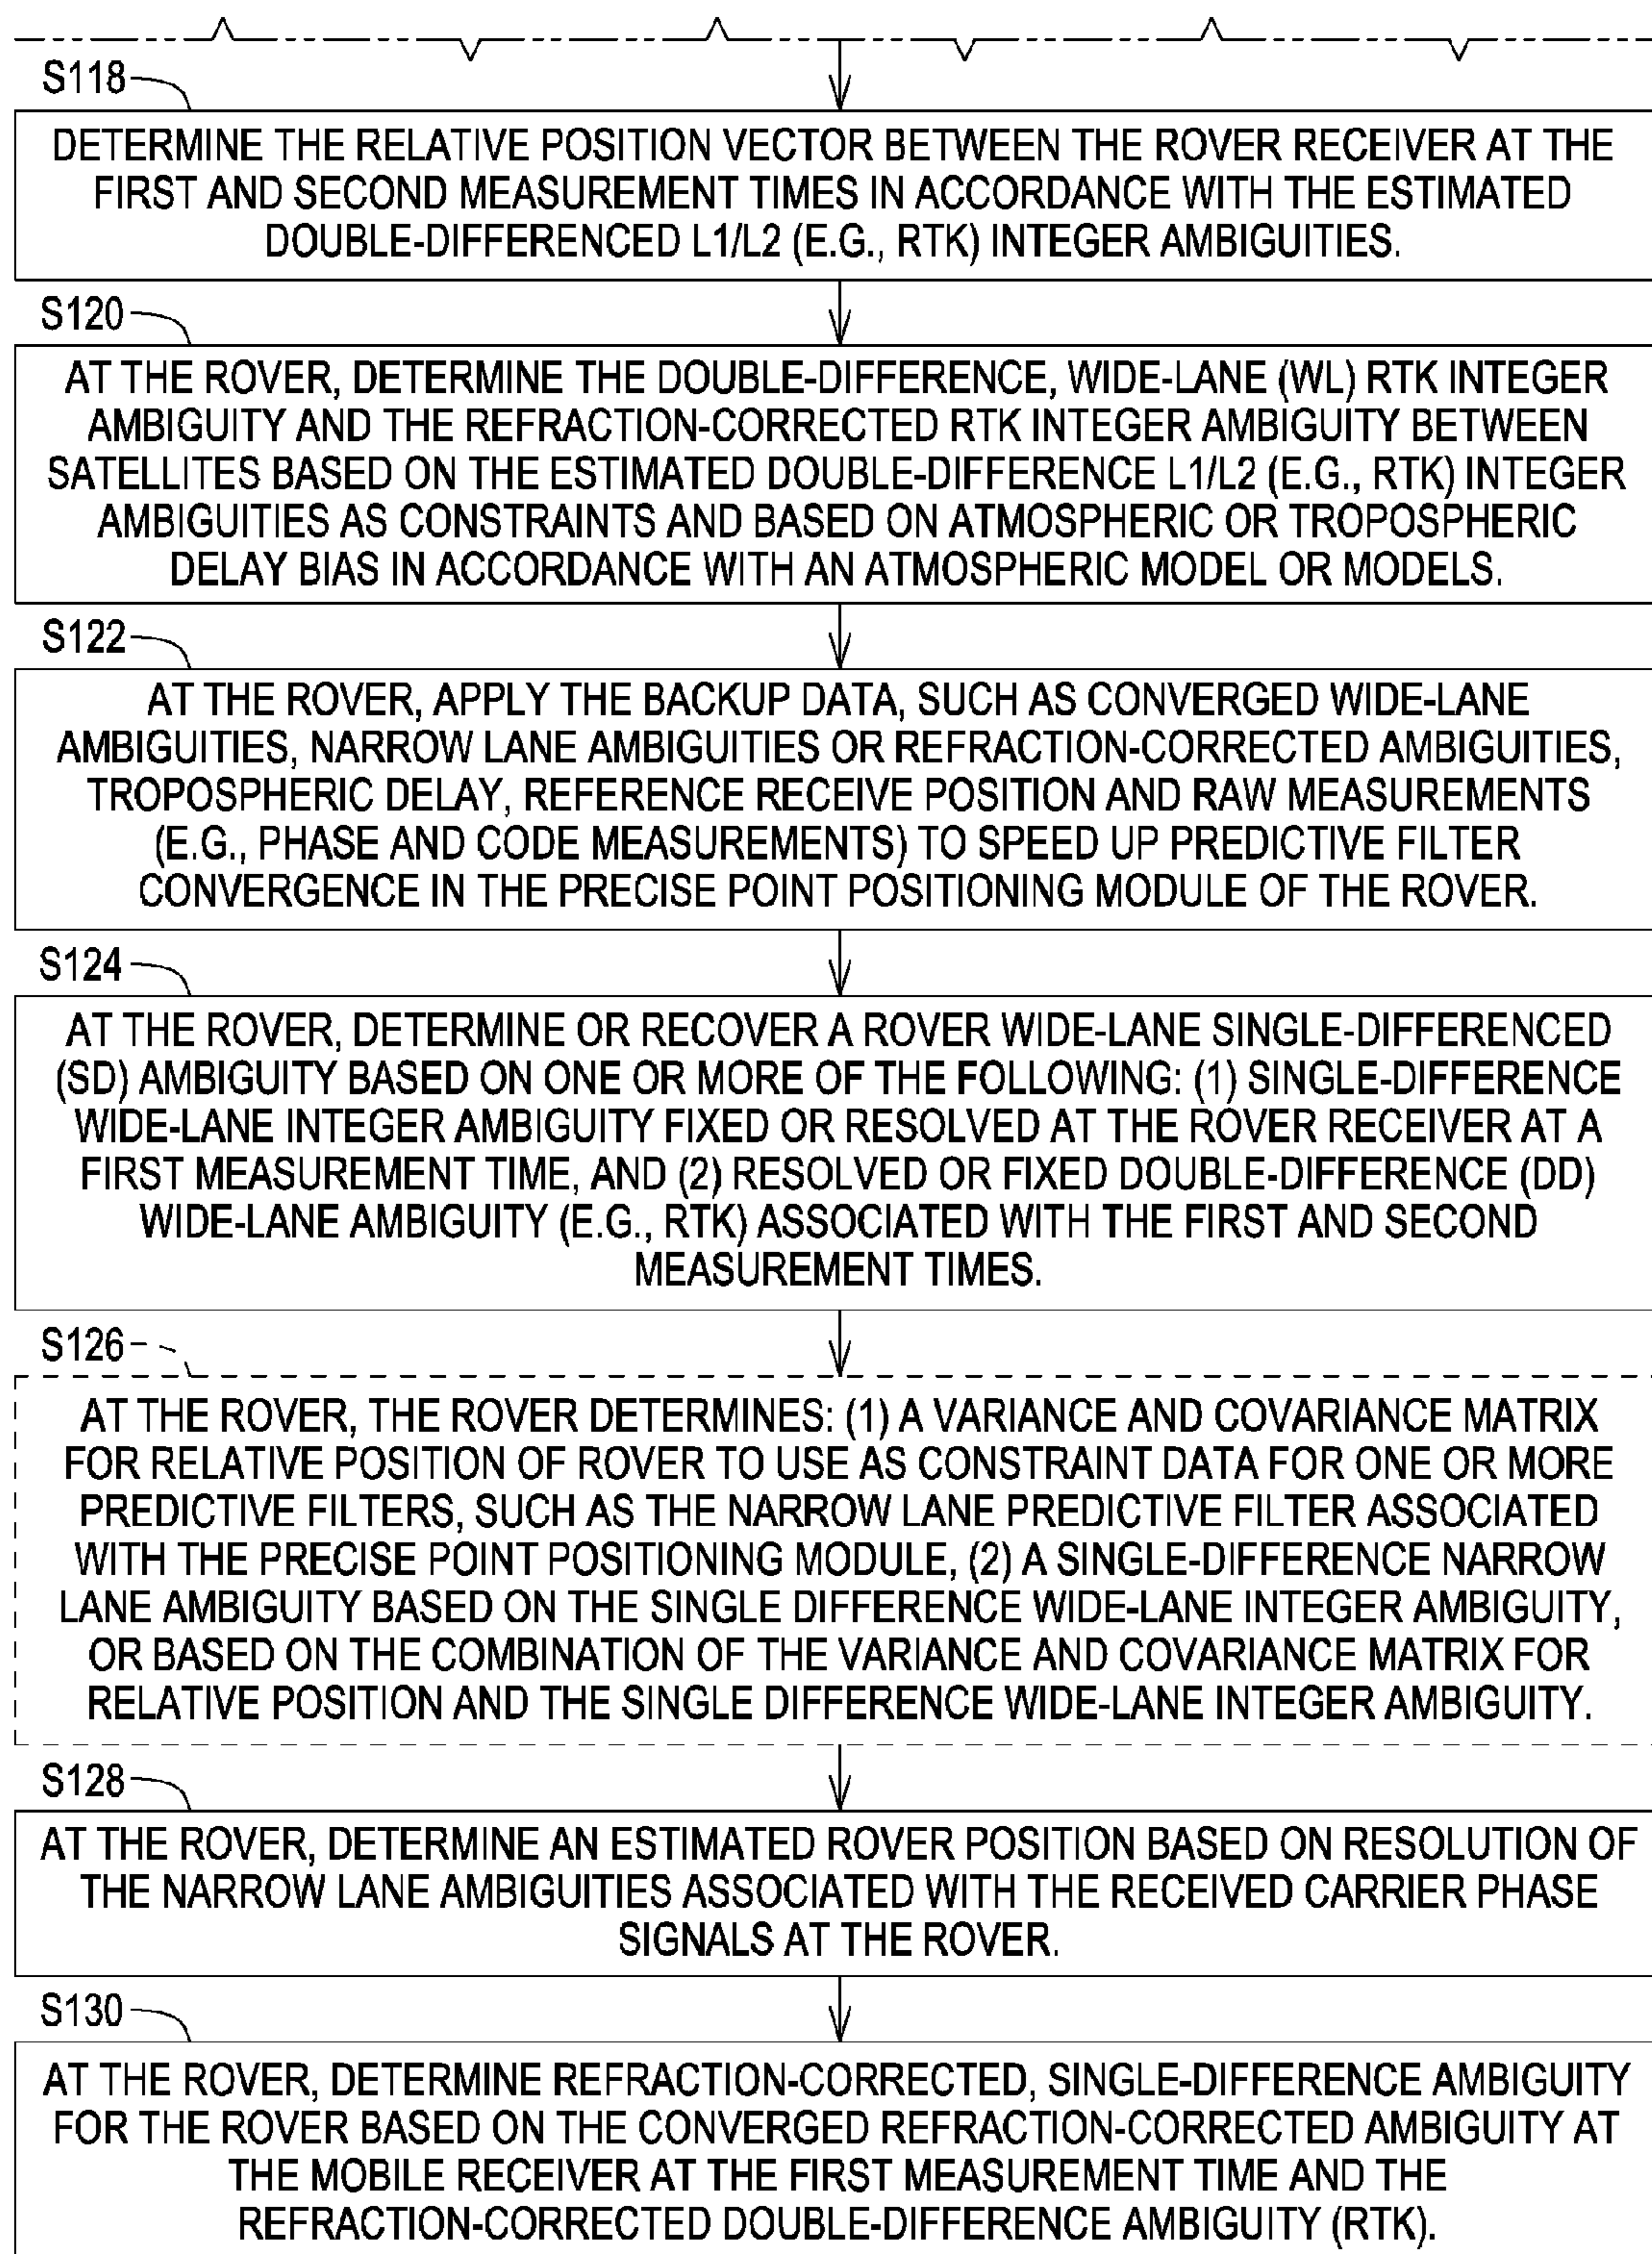 S118
DETERMINE THE RELATIVE POSITION VECTOR BETWEEN THE ROVER RECEIVER AT THE
FIRST AND SECOND MEASUREMENT TIMES IN ACCORDANCE WITH THE ESTIMATED
DOUBLE-DIFFERENCED L1/L2 (E.G., RTK) INTEGER AMBIGUITIES.
S120
AT THE ROVER, DETERMINE THE DOUBLE-DIFFERENCE, WIDE-LANE (WL) RTK INTEGER
AMBIGUITY AND THE REFRACTION-CORRECTED RTK INTEGER AMBIGUITY BETWEEN
SATELLITES BASED ON THE ESTIMATED DOUBLE-DIFFERENCE L1/L2 (E.G., RTK) INTEGER
AMBIGUITIES AS CONSTRAINTS AND BASED ON ATMOSPHERIC OR TROPOSPHERIC
DELAY BIAS IN ACCORDANCE WITH AN ATMOSPHERIC MODEL OR MODELS.
S122
AT THE ROVER, APPLY THE BACKUP DATA, SUCH AS CONVERGED WIDE-LANE
AMBIGUITIES, NARROW LANE AMBIGUITIES OR REFRACTION-CORRECTED AMBIGUITIES,
TROPOSPHERIC DELAY, REFERENCE RECEIVE POSITION AND RAW MEASUREMENTS
(E.G., PHASE AND CODE MEASUREMENTS) TO SPEED UP PREDICTIVE FILTER
CONVERGENCE IN THE PRECISE POINT POSITIONING MODULE OF THE ROVER.
S124
AT THE ROVER, DETERMINE OR RECOVER A ROVER WIDE-LANE SINGLE-DIFFERENCED
(SD) AMBIGUITY BASED ON ONE OR MORE OF THE FOLLOWING: (1) SINGLE-DIFFERENCE
WIDE-LANE INTEGER AMBIGUITY FIXED OR RESOLVED AT THE ROVER RECEIVER AT A
FIRST MEASUREMENT TIME, AND (2) RESOLVED OR FIXED DOUBLE-DIFFERENCE (DD)
WIDE-LANE AMBIGUITY (E.G., RTK) ASSOCIATED WITH THE FIRST AND SECOND
MEASUREMENT TIMES.
S126
AT THE ROVER, THE ROVER DETERMINES: (1) A VARIANCE AND COVARIANCE MATRIX
FOR RELATIVE POSITION OF ROVER TO USE AS CONSTRAINT DATA FOR ONE OR MORE
PREDICTIVE FILTERS, SUCH AS THE NARROW LANE PREDICTIVE FILTER ASSOCIATED
WITH THE PRECISE POINT POSITIONING MODULE, (2) A SINGLE-DIFFERENCE NARROW
LANE AMBIGUITY BASED ON THE SINGLE DIFFERENCE WIDE-LANE INTEGER AMBIGUITY,
OR BASED ON THE COMBINATION OF THE VARIANCE AND COVARIANCE MATRIX FOR
RELATIVE POSITION AND THE SINGLE DIFFERENCE WIDE-LANE INTEGER AMBIGUITY.
S128
AT THE ROVER, DETERMINE AN ESTIMATED ROVER POSITION BASED ON RESOLUTION OF
THE NARROW LANE AMBIGUITIES ASSOCIATED WITH THE RECEIVED CARRIER PHASE
SIGNALS AT THE ROVER.
S130
AT THE ROVER, DETERMINE REFRACTION-CORRECTED, SINGLE-DIFFERENCE AMBIGUITY
FOR THE ROVER BASED ON THE CONVERGED REFRACTION-CORRECTED AMBIGUITY AT
THE MOBILE RECEIVER AT THE FIRST MEASUREMENT TIME AND THE
REFRACTION-CORRECTED DOUBLE-DIFFERENCE AMBIGUITY (RTK).